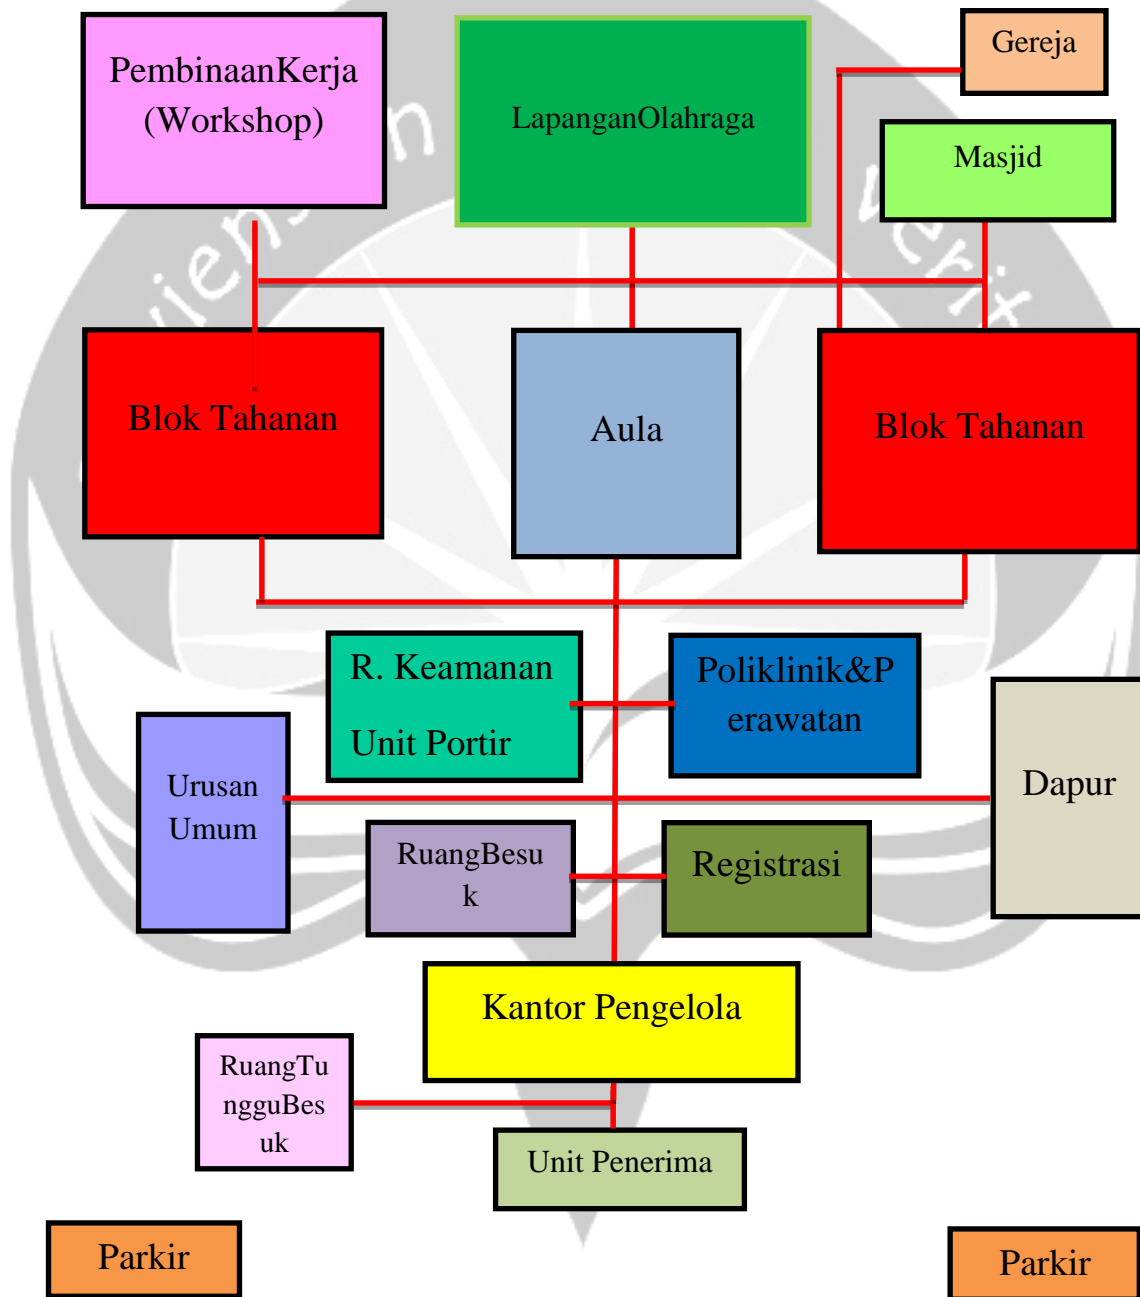 PembinaanKerja
(Workshop)
LapanganOlahraga
Gereja
Masjid
Blok Tahanan
Aula
Blok Tahanan
R. Keamanan
Unit Portir
Poliklinik&P
erawatan
Urusan
Umum
Dapur
RuangBesu
k
Registrasi
Kantor Pengelola
RuangTu
ngguBes
uk
Unit Penerima
Parkir
Parkir